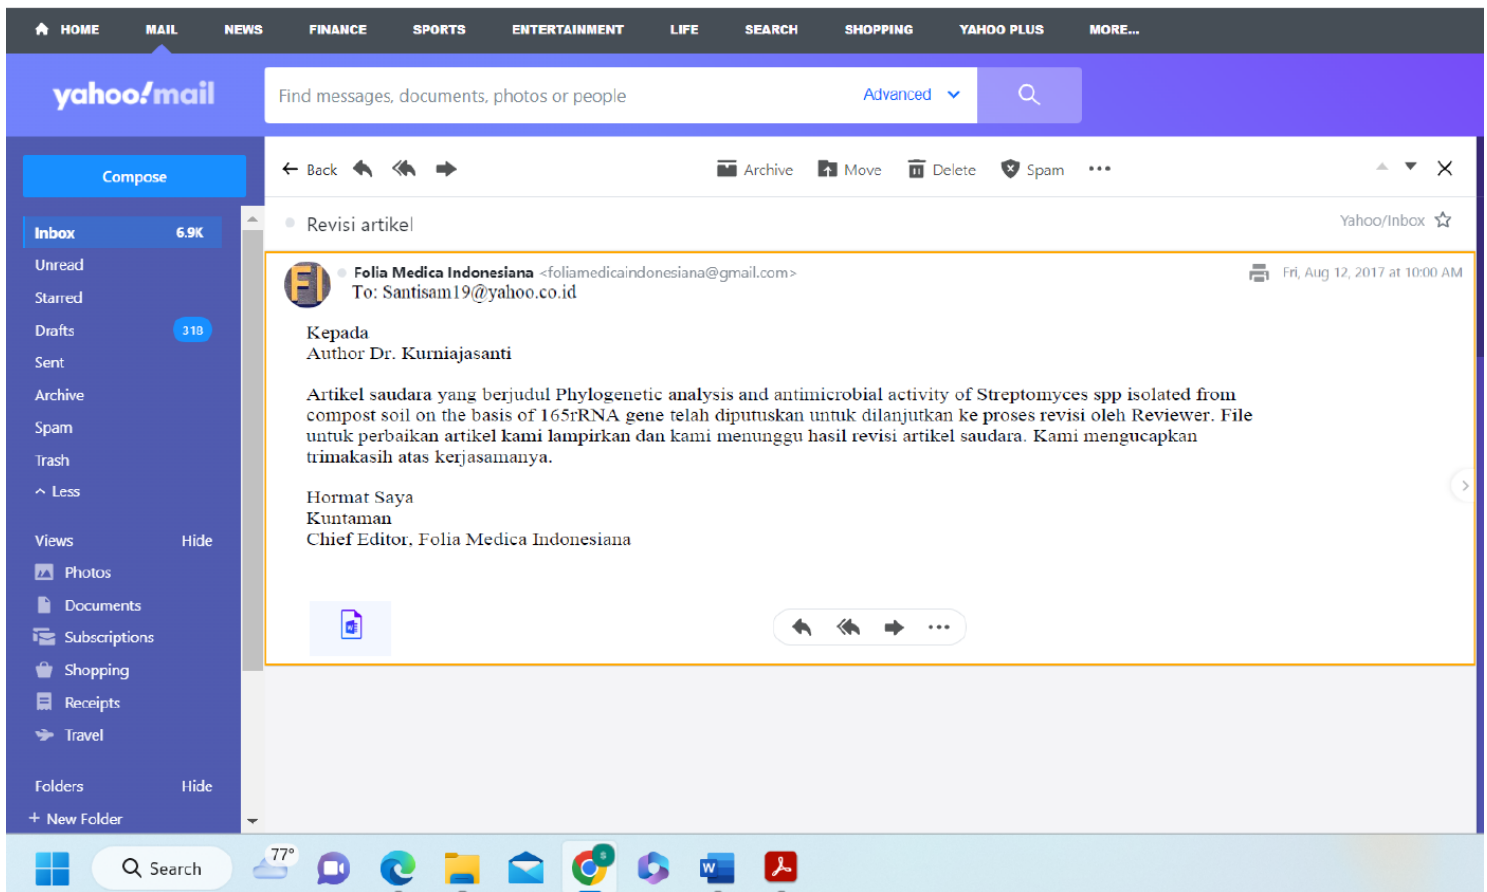 HOME MAIL NEWS FINANCE SPORTS ENTERTAINMENT LIFE SEARCH SHOPPING YAHOO PLUS MORE...
yahoo!mail
Find messages, documents, photos or people Advanced
Compose
Back Archive Move Delete Spam
Inbox 6.9K
Revisi artikel Yahoo/Inbox
Unread
Starred
Drafts 318
Sent
Archive
Spam
Trash
Less
Views Hide
Photos
Documents
Subscriptions
Shopping
Receipts
Travel
Folders Hide
+ New Folder
FI
Folia Medica Indonesiana <foliamedicaindonesiana@gmail.com> Fri, Aug 12, 2017 at 10:00 AM
To: Santisam19@yahoo.co.id
Kepada
Author Dr. Kurniajasanti
Artikel saudara yang berjudul Phylogenetic analysis and antimicrobial activity of Streptomyces spp isolated from
compost soil on the basis of 165rRNA gene telah diputuskan untuk dilanjutkan ke proses revisi oleh Reviewer. File
untuk perbaikan artikel kami lampirkan dan kami menunggu hasil revisi artikel saudara. Kami mengucapkan
trimakasih atas kerjasamanya.
Hormat Saya
Kuntaman
Chief Editor, Folia Medica Indonesiana
Search 77°